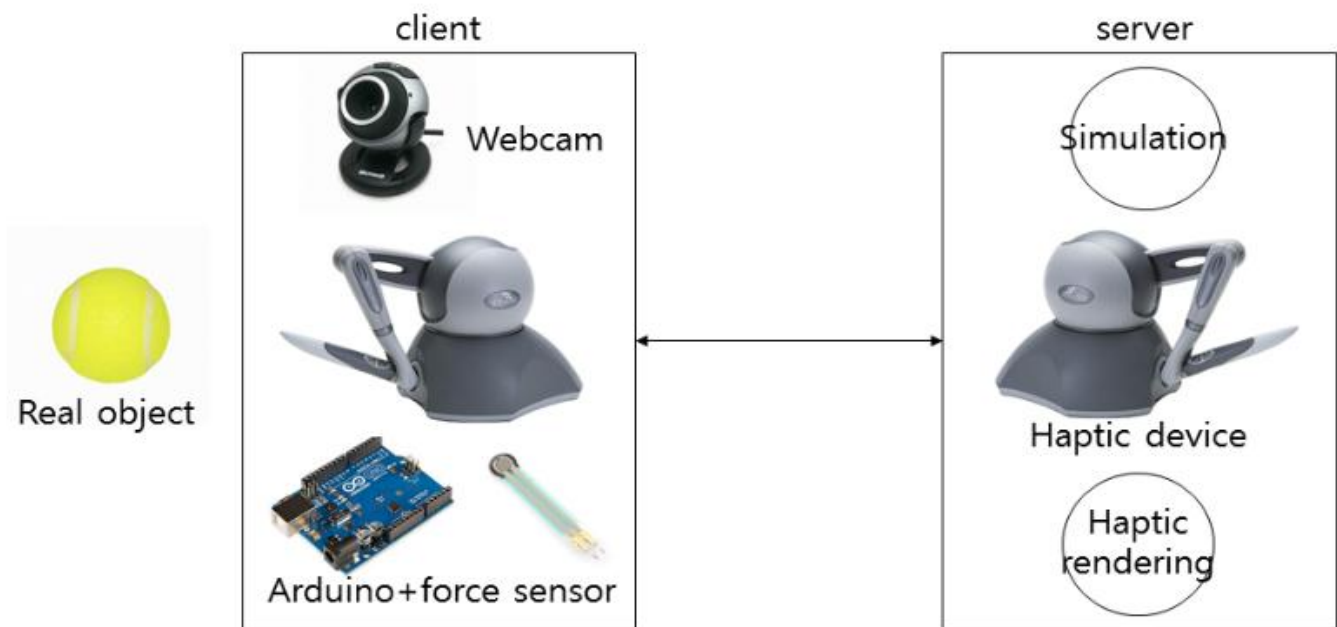 client
server
Webcam
Simulation
Real object
Haptic device
Arduino+force sensor
Haptic
rendering